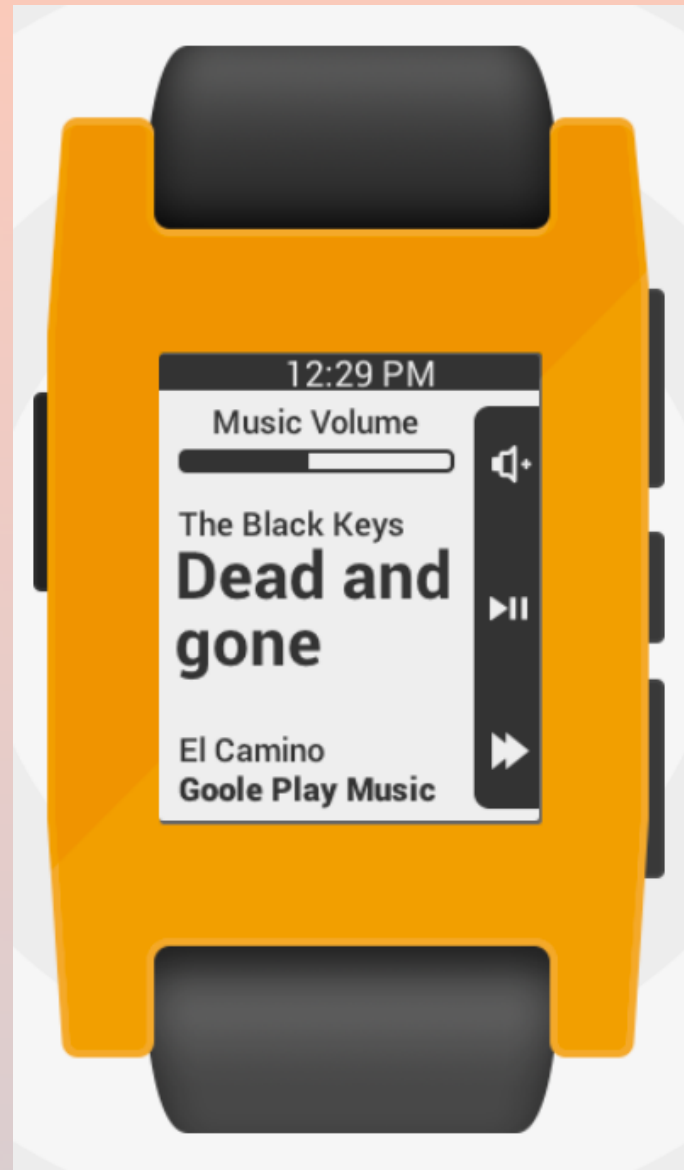 12:29 PM
Music Volume
The Black Keys
Dead and
gone
El Camino
Goole Play Music